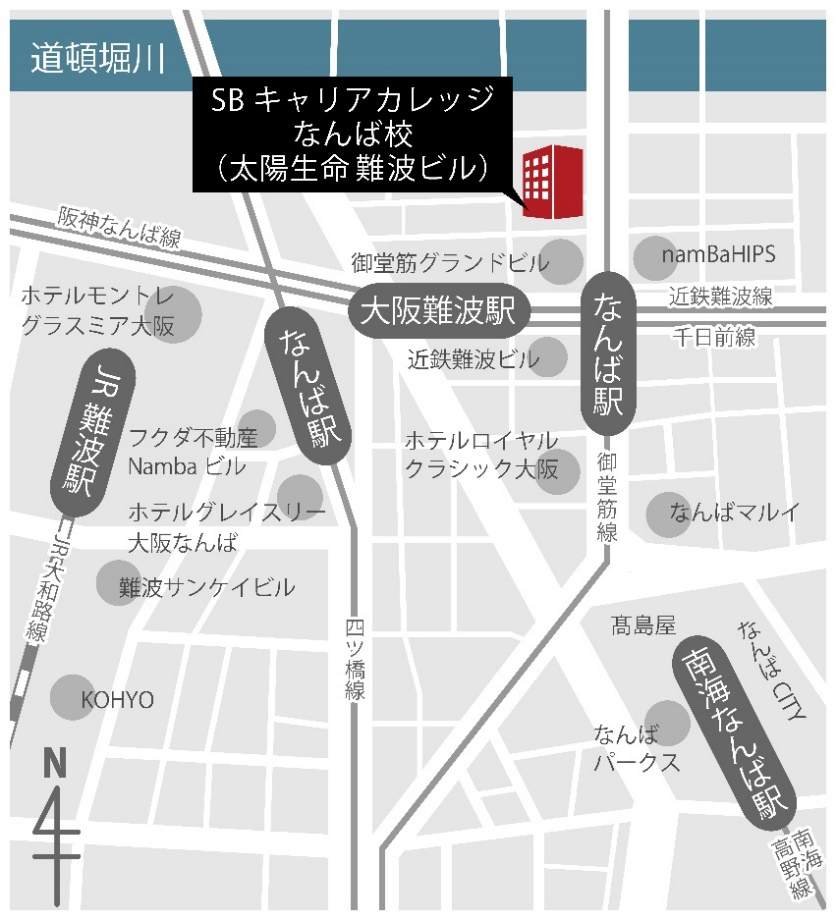 道頓堀川
SB キャリアカレッジ
なんば校
（太陽生命 難波ビル）
阪神なんば線
御堂筋グランドビル
namBaHIPS
ホテルモントレ
グラスミア大阪
大阪難波駅
なんば駅
近鉄難波線
千日前線
なんば駅
近鉄難波ビル
JR 難波駅
フクダ不動産
Namba ビル
ホテルロイヤル
クラシック大阪
御堂筋線
ホテルグレイスリー
大阪なんば
なんばマルイ
JR大和路線
難波サンケイビル
四ツ橋線
髙島屋
なんば CITY
南海なんば駅
KOHYO
なんば
パークス
N
南海
高野線